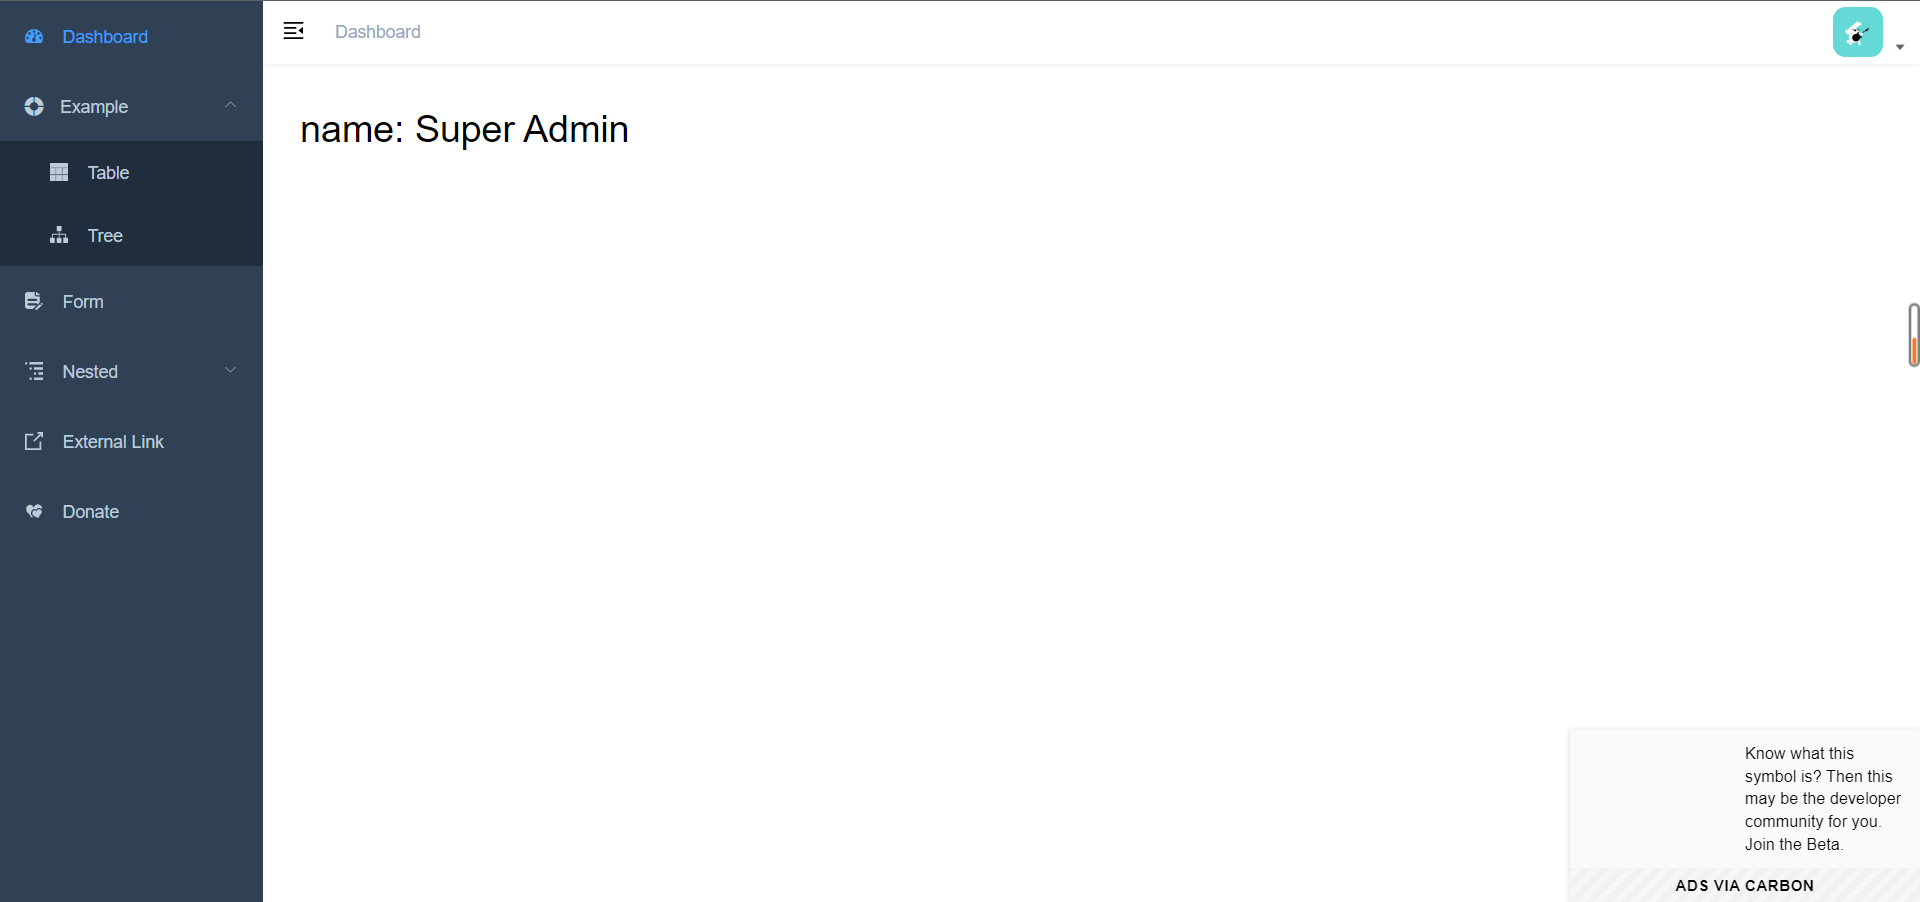 Dashboard
Example
Table
Tree
Form
Nested
External Link
Donate
Dashboard
name: Super Admin
Know what this
symbol is? Then this
may be the developer
community for you.
Join the Beta.
ADS VIA CARBON